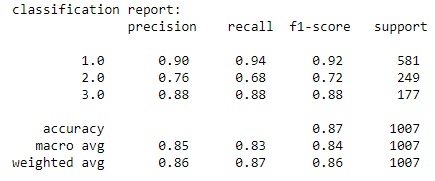 classification report:
precision recall f1-score support
1.0 0.90 0.94 0.92 581
2.0 0.76 0.68 0.72 249
3.0 0.88 0.88 0.88 177
accuracy 0.87 1007
macro avg 0.85 0.83 0.84 1007
weighted avg 0.86 0.87 0.86 1007